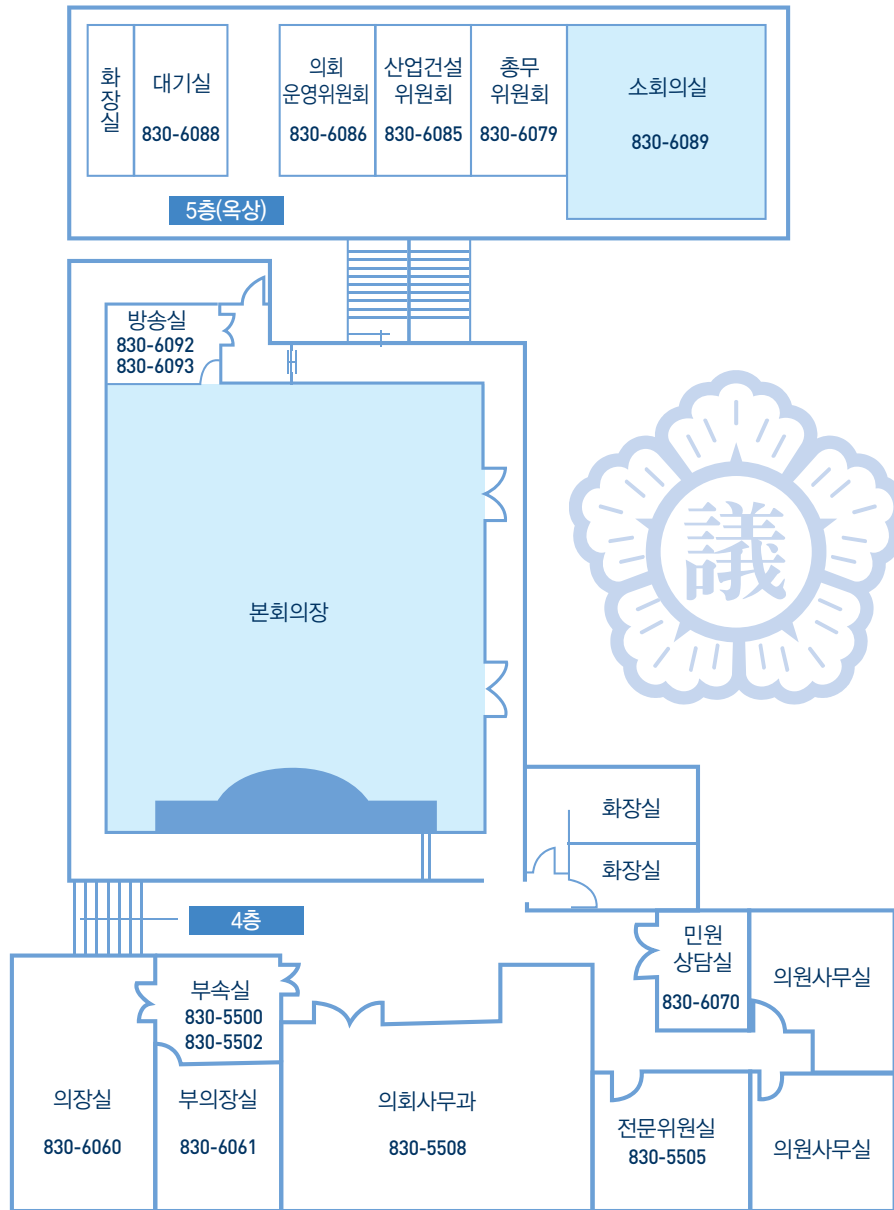 화장실
대기실
830-6088
의회
운영위원회
830-6086
산업건설
위원회
830-6085
총무
위원회
830-6079
소회의실
830-6089
5층(옥상)
방송실
830-6092
830-6093
議
본회의장
화장실
화장실
4층
민원
상담실
830-6070
의원사무실
부속실
830-5500
830-5502
의장실
830-6060
부의장실
830-6061
의회사무과
830-5508
전문위원실
830-5505
의원사무실